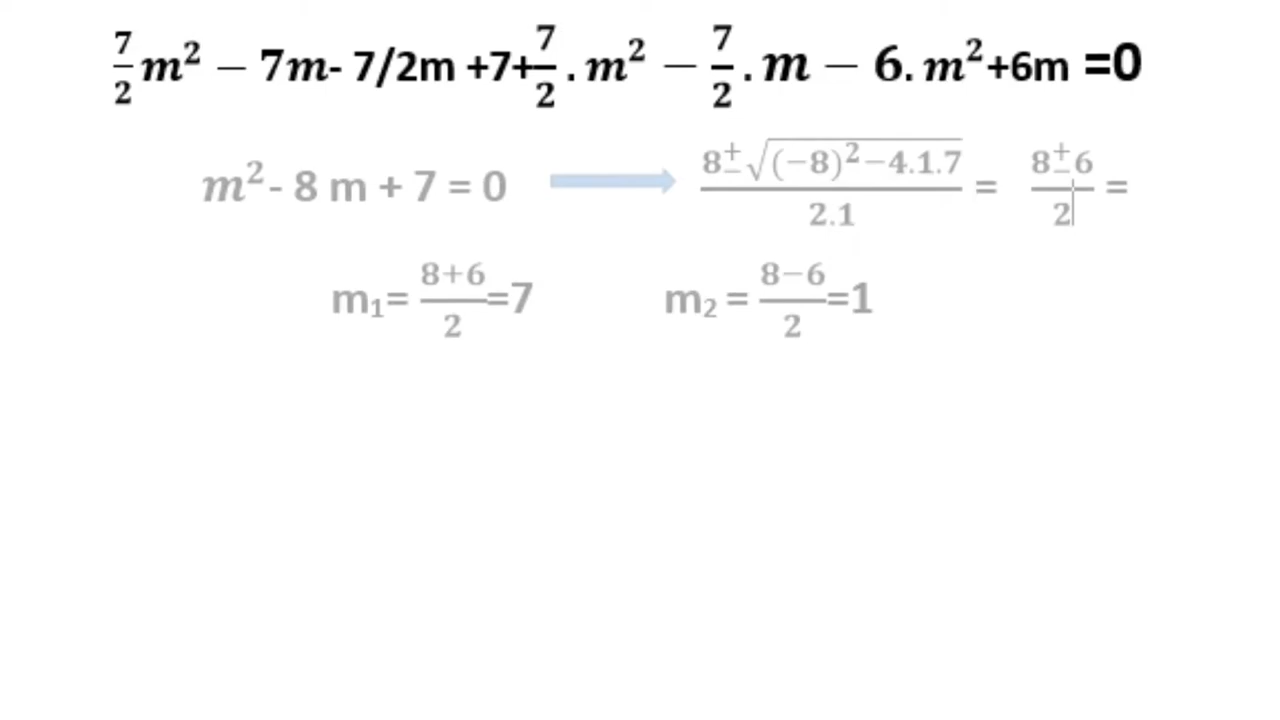 7/2 m² − 7m- 7/2m +7+ 7/2 . m² − 7/2 . m − 6. m²+6m =0
m²- 8 m + 7 = 0 (8±√((−8)²−4.1.7))/2.1 = (8±6)/2 =
m₁= (8+6)/2 =7 m₂ = (8−6)/2 =1